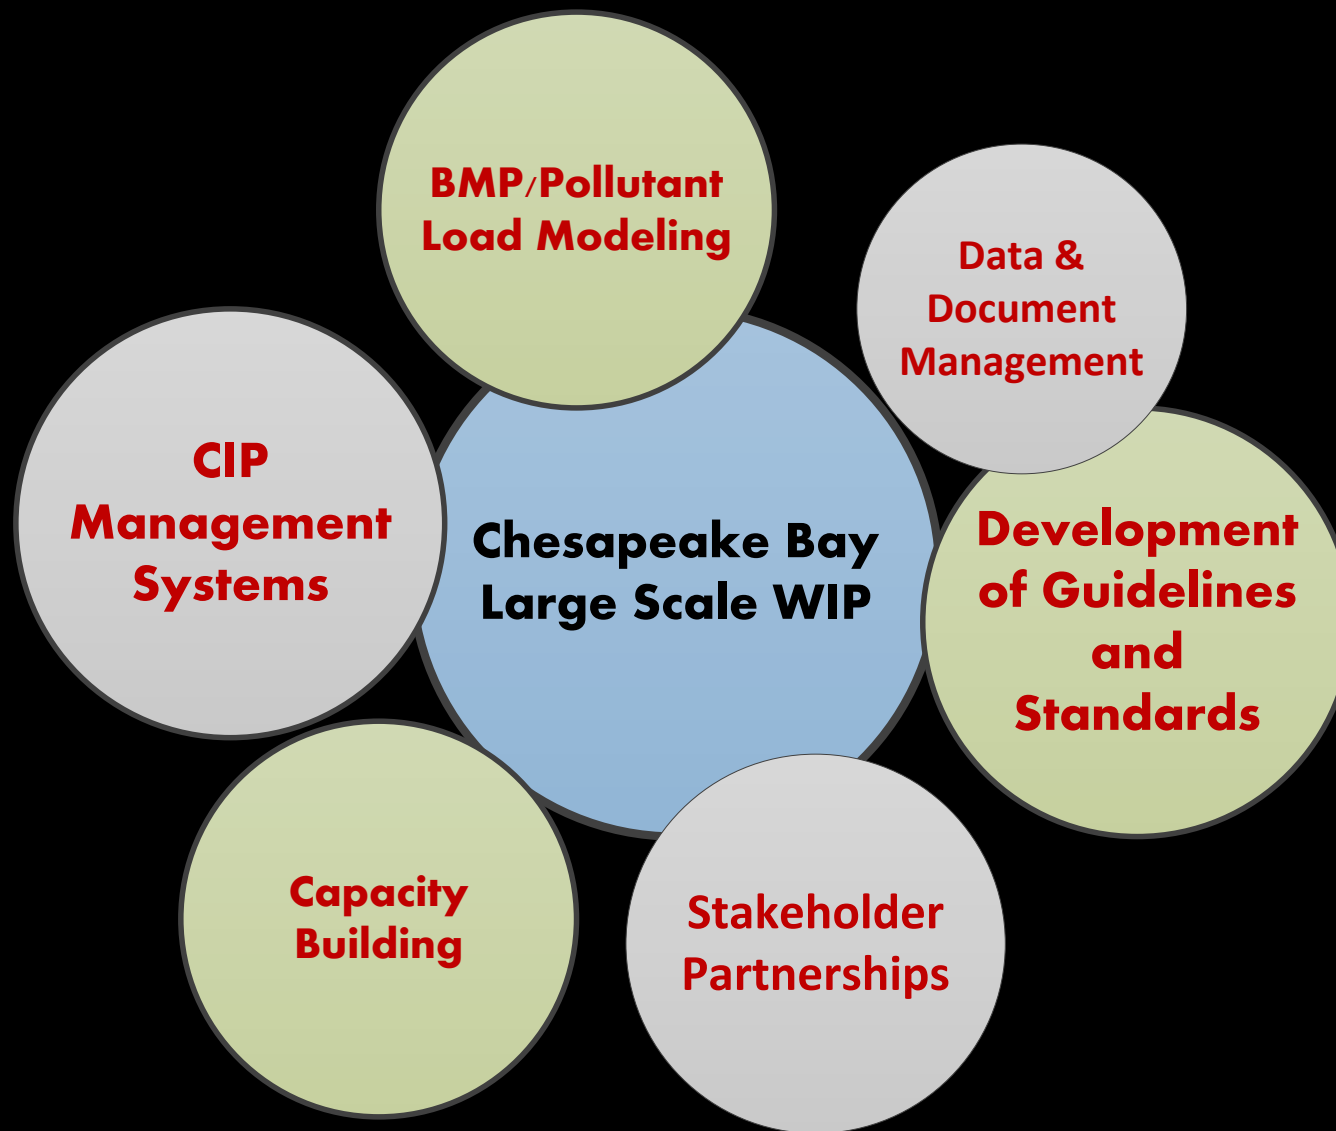 BMP/Pollutant
Load Modeling
Data &
Document
Management
CIP
Management
Systems
Chesapeake Bay
Large Scale WIP
Development
of Guidelines
and
Standards
Capacity
Building
Stakeholder
Partnerships